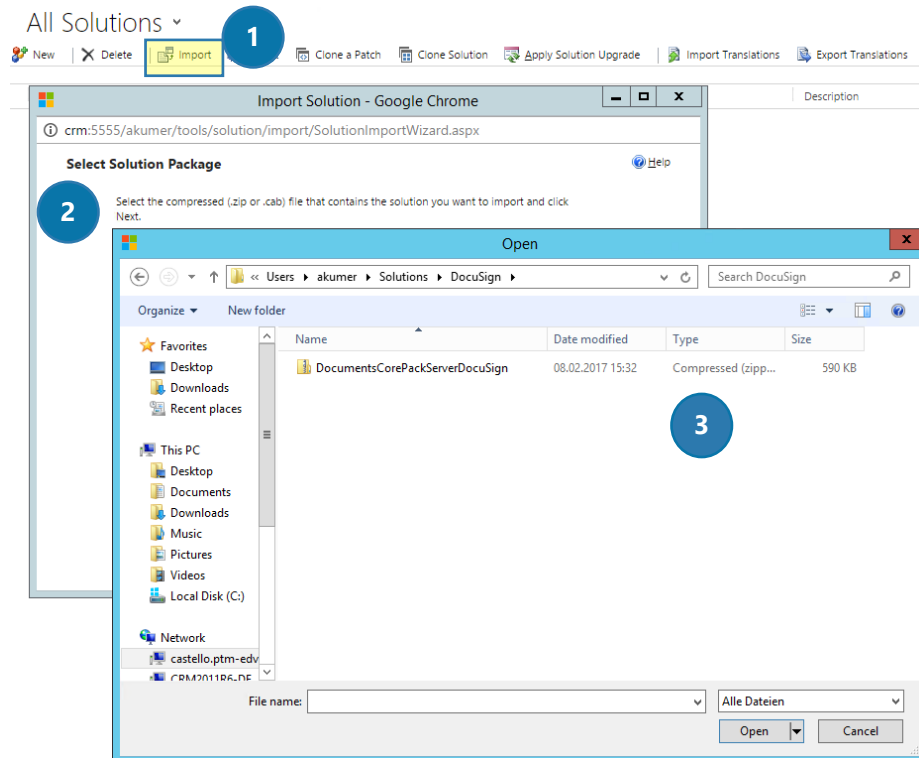 All Solutions
1
New Delete Import Clone a Patch Clone Solution Apply Solution Upgrade Import Translations Export Translations
Description
Import Solution - Google Chrome
crm:5555/akumer/tools/solution/import/SolutionImportWizard.aspx
Select Solution Package
Help
2
Select the compressed (.zip or .cab) file that contains the solution you want to import and click
Next.
Open
« Users akumer Solutions DocuSign
Search DocuSign
Organize New folder
Name Date modified Type Size
DocumentsCorePackServerDocuSign 08.02.2017 15:32 Compressed (zipp... 590 KB
3
Favorites
Desktop
Downloads
Recent places
This PC
Desktop
Documents
Downloads
Music
Pictures
Videos
Local Disk (C:)
Network
castello.ptm-edv
CRM2011R6-DE
File name:
Alle Dateien
Open Cancel